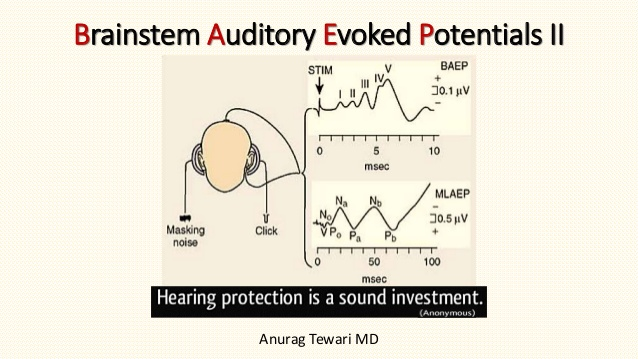 Brainstem Auditory Evoked Potentials II
STIM
I II III IV V
BAEP
+
0.1 µV
-
0 5 10
msec
Masking
noise
Click
No Na Nb
V Po Pa Pb
MLAEP
-
0.5 µV
+
0 50 100
msec
Hearing protection is a sound investment.
(Anonymous)
Anurag Tewari MD